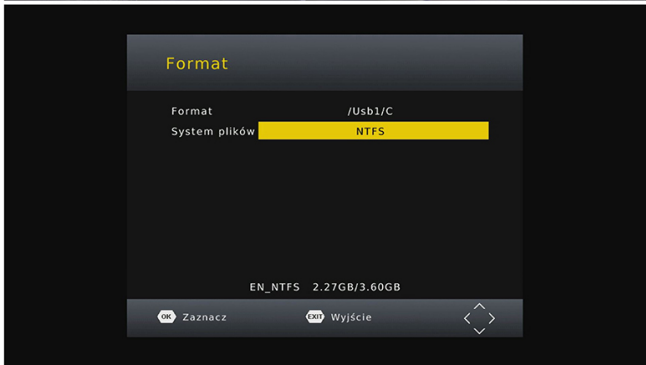 Format
Format /Usb1/C
System plików NTFS
EN_NTFS 2.27GB/3.60GB
OK Zaznacz EXIT Wyjście